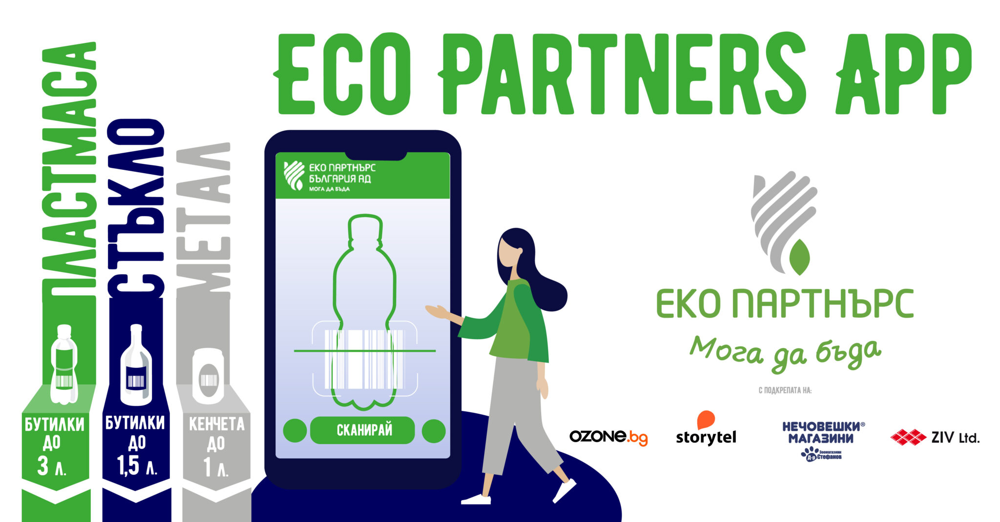 ECO PARTNERS APP
ПЛАСТМАСА
СТЪКЛО
МЕТАЛ
БУТИЛКИ
ДО
3 л.
БУТИЛКИ
ДО
1,5 л.
КЕНЧЕТА
ДО
1 л.
ЕКО ПАРТНЪРС
БЪЛГАРИЯ АД
МОГА ДА БЪДА
СКАНИРАЙ
ЕКО ПАРТНЪРС
Мога да бъда
С ПОДКРЕПАТА НА:
OZONE.bg
storytel
НЕЧОВЕШКИ®
МАГАЗИНИ
Зоомагазини
Д-р Стефанов
ZIV Ltd.